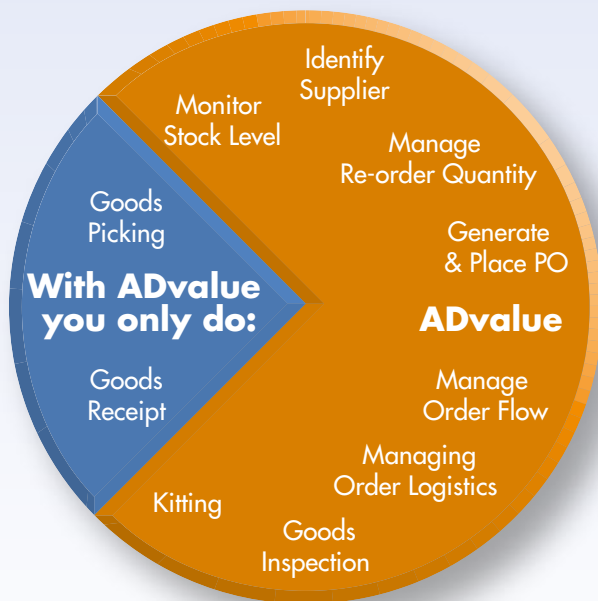 Identify
Supplier
Monitor
Stock Level
Manage
Re-order Quantity
Goods
Picking
Generate
& Place PO
With ADvalue
you only do:
ADvalue
Goods
Receipt
Manage
Order Flow
Managing
Order Logistics
Kitting
Goods
Inspection